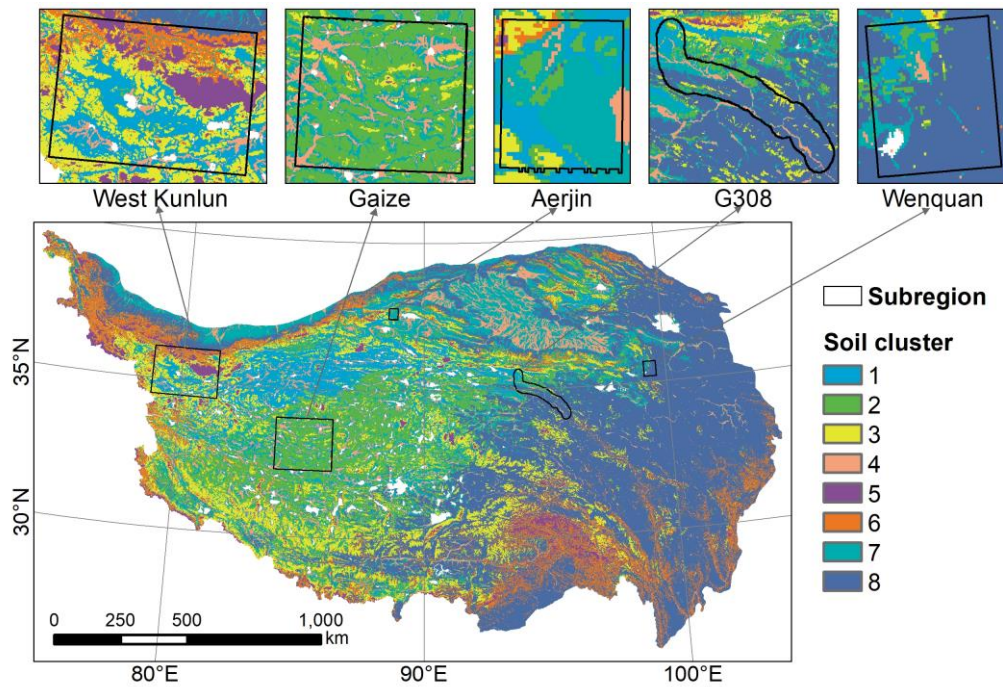 West Kunlun
Gaize
Aerjin
G308
Wenquan
Subregion
Soil cluster
1
2
3
4
5
6
7
8
35°N
30°N
0 250 500 1,000
km
80°E 90°E 100°E